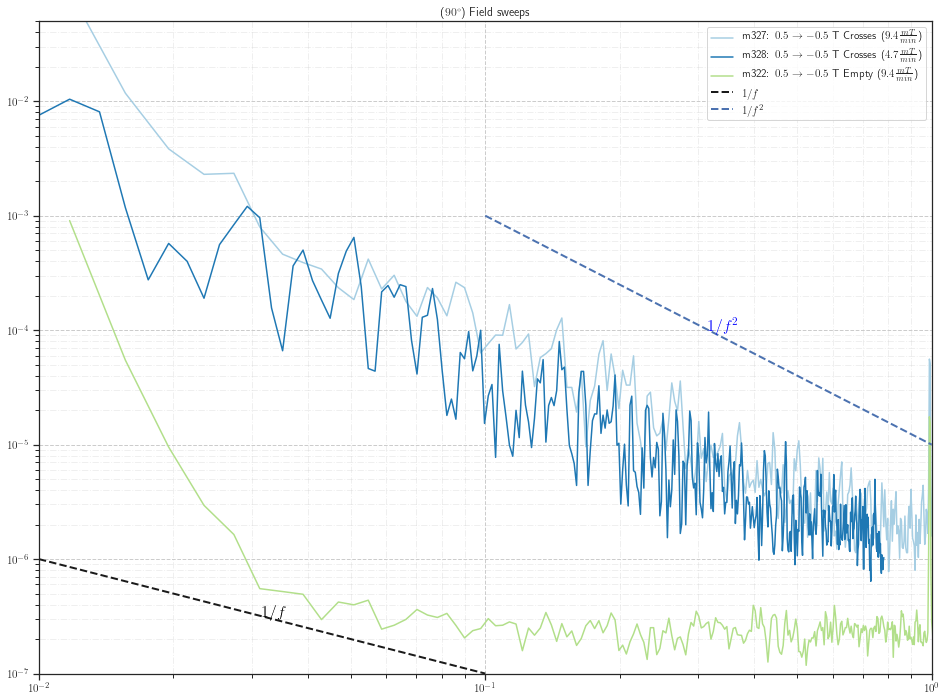 (90°) Field sweeps
m327: 0.5 → −0.5 T Crosses (9.4 mT/min)
m328: 0.5 → −0.5 T Crosses (4.7 mT/min)
m322: 0.5 → −0.5 T Empty (9.4 mT/min)
1/f
1/f²
10⁻²
10⁻³
10⁻⁴
1/f²
10⁻⁵
10⁻⁶
1/f
10⁻⁷
10⁻² 10⁻¹ 10⁰